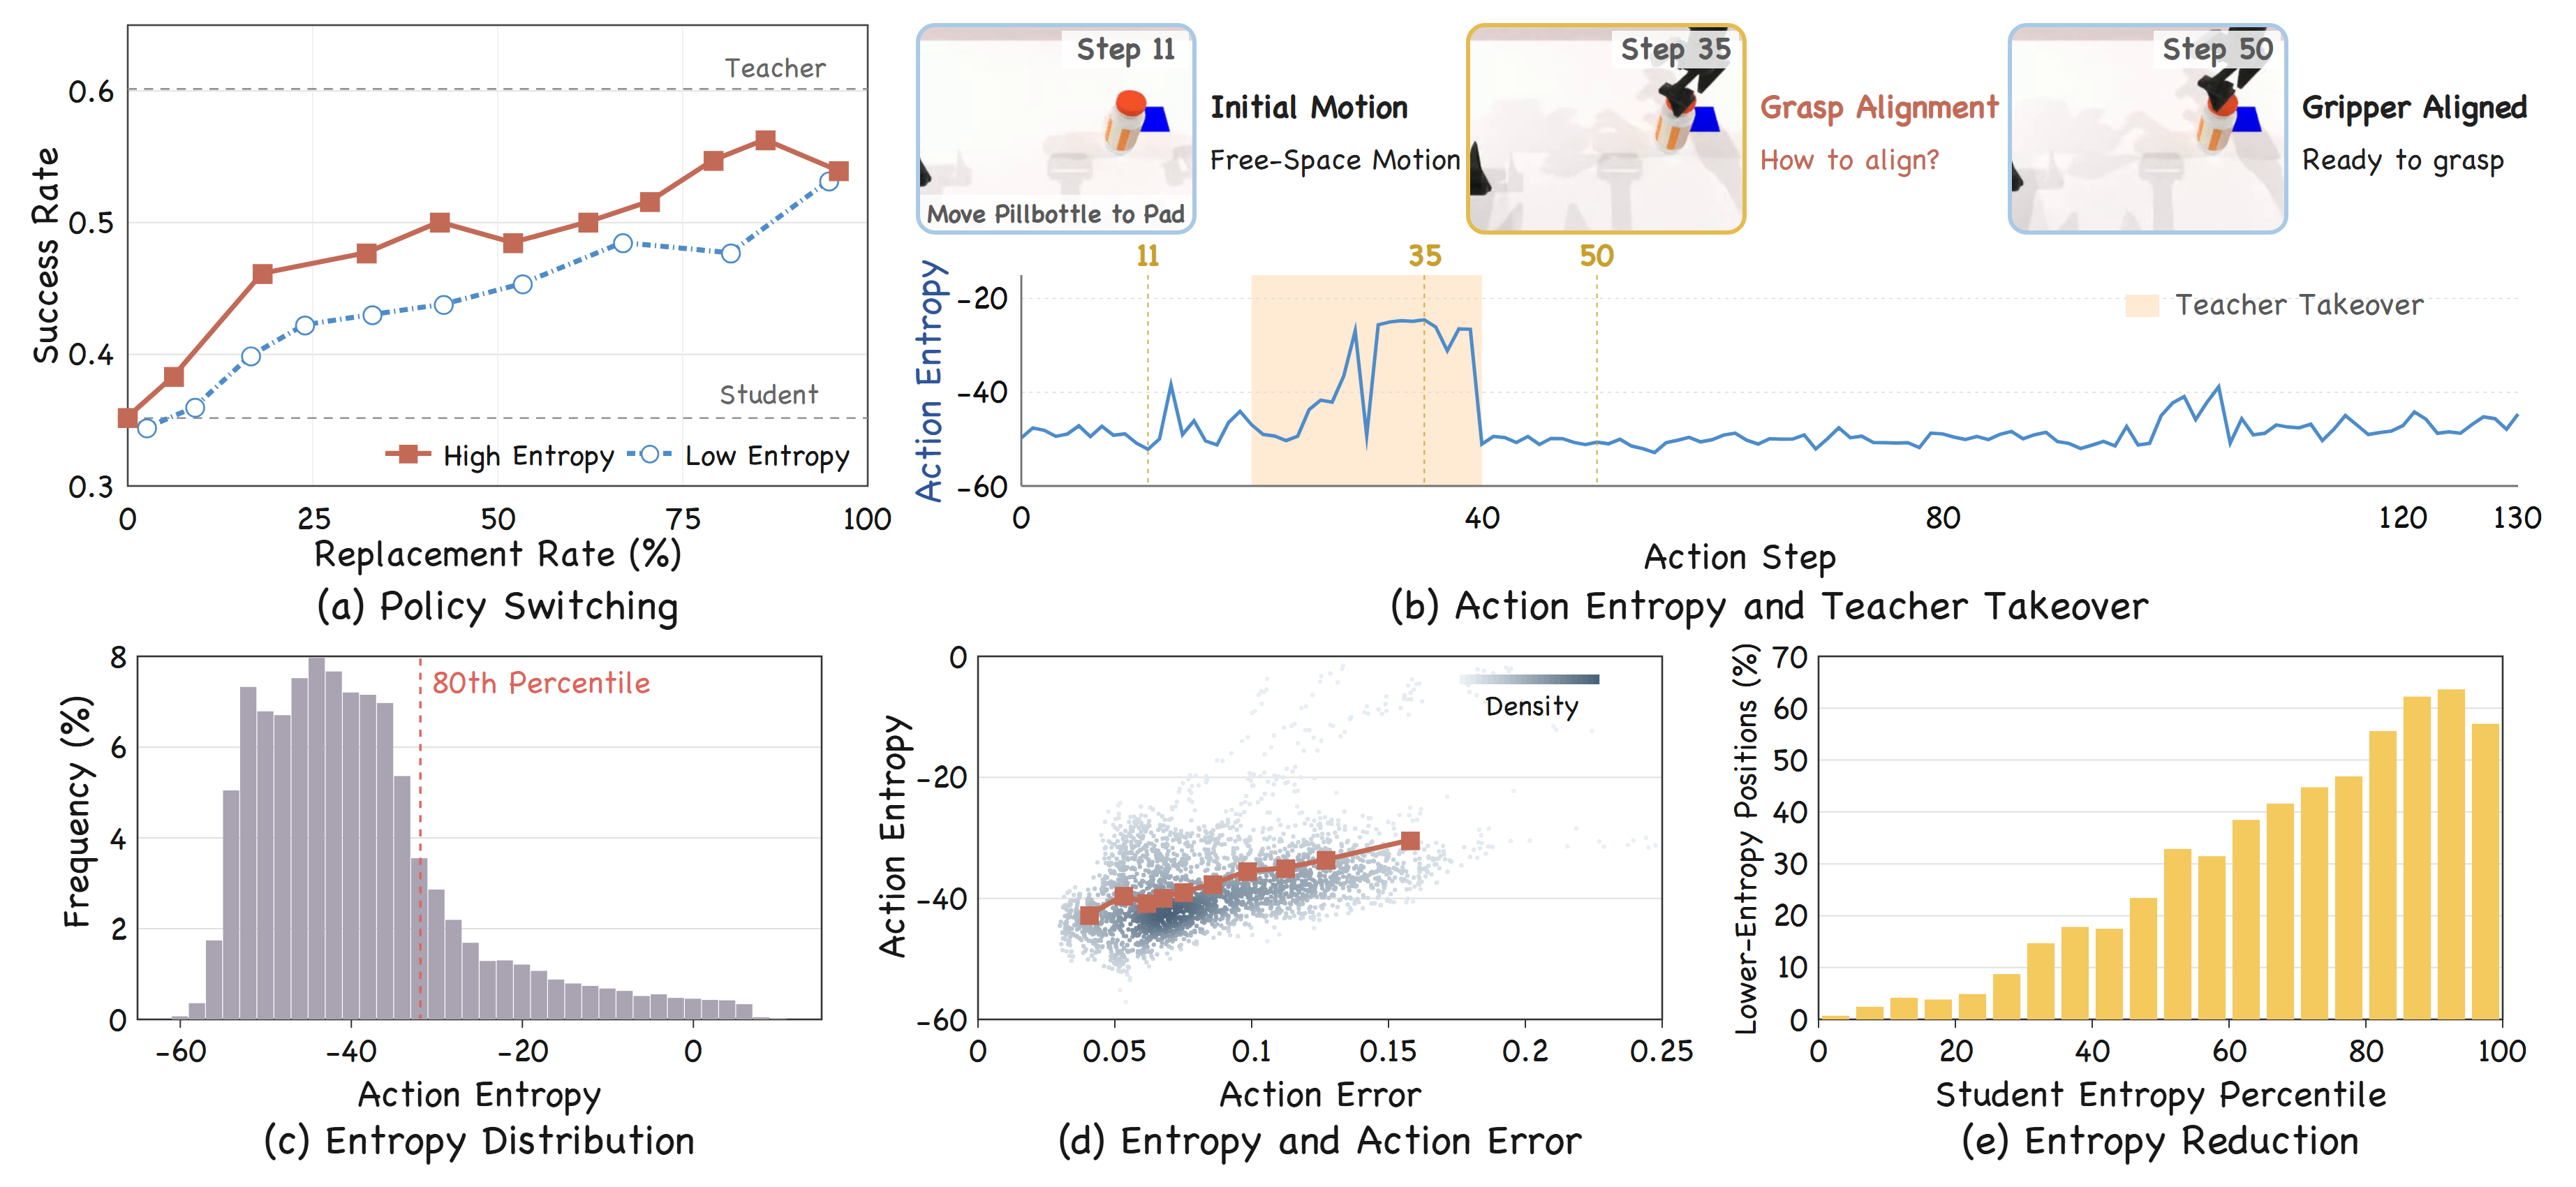 Success Rate
0.6
0.5
0.4
0.3
Teacher
Student
High Entropy
Low Entropy
0 25 50 75 100
Replacement Rate (%)
(a) Policy Switching
Step 11
Move Pillbottle to Pad
Initial Motion
Free-Space Motion
Step 35
Grasp Alignment
How to align?
Step 50
Gripper Aligned
Ready to grasp
11 35 50
Action Entropy
-20
-40
-60
Teacher Takeover
0 40 80 120 130
Action Step
(b) Action Entropy and Teacher Takeover
Frequency (%)
8
6
4
2
0
80th Percentile
-60 -40 -20 0
Action Entropy
(c) Entropy Distribution
Action Entropy
0
-20
-40
-60
Density
0 0.05 0.1 0.15 0.2 0.25
Action Error
(d) Entropy and Action Error
Lower-Entropy Positions (%)
70
60
50
40
30
20
10
0
0 20 40 60 80 100
Student Entropy Percentile
(e) Entropy Reduction